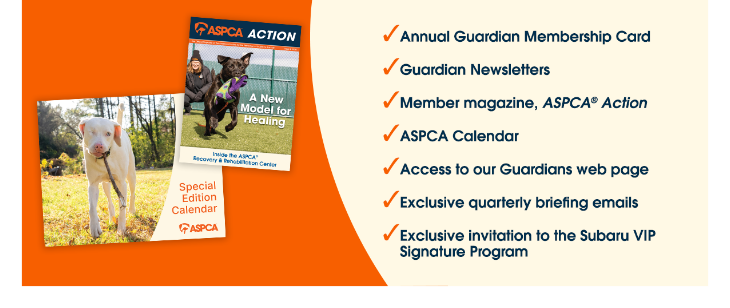 ASPCA ACTION
A New
Model for
Healing
Inside the ASPCA®
Recovery & Rehabilitation Center
Special
Edition
Calendar
ASPCA
✓Annual Guardian Membership Card
✓Guardian Newsletters
✓Member magazine, ASPCA® Action
✓ASPCA Calendar
✓Access to our Guardians web page
✓Exclusive quarterly briefing emails
✓Exclusive invitation to the Subaru VIP
Signature Program